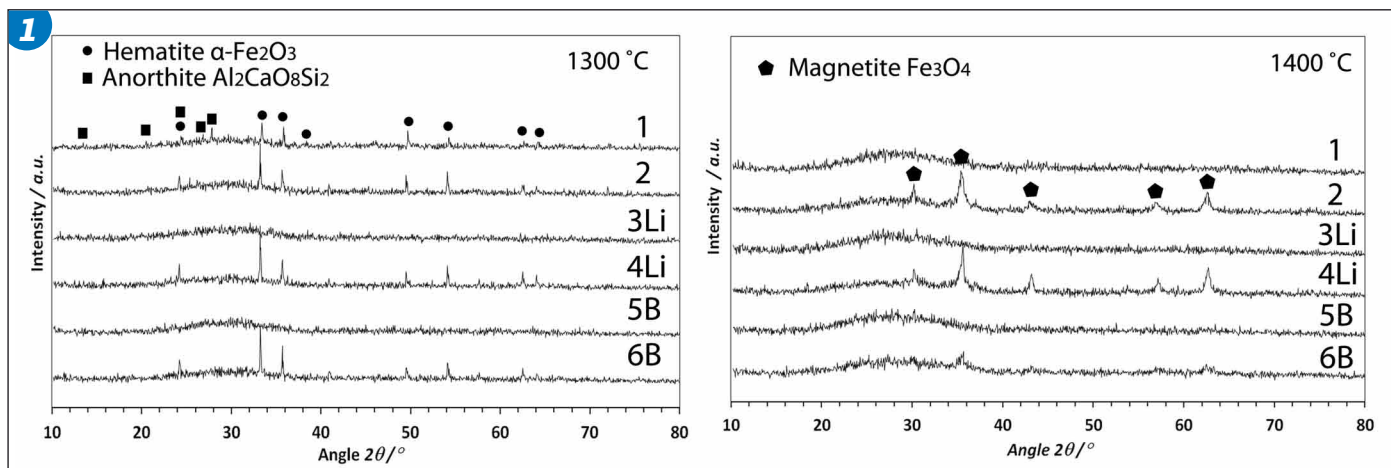 1
Hematite α-Fe2O3
Anorthite Al2CaO8Si2
1300 ˚C
1
2
3Li
4Li
5B
6B
Intensity / a.u.
10 20 30 40 50 60 70 80
Angle 2θ/°
Magnetite Fe3O4
1400 ˚C
1
2
3Li
4Li
5B
6B
Intensity / a.u.
10 20 30 40 50 60 70 80
Angle 2θ/°